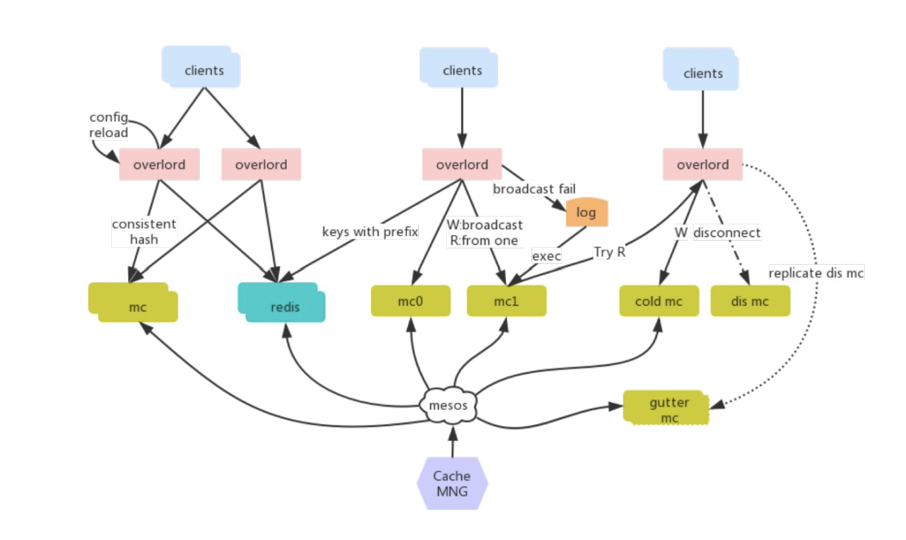 clients
clients
clients
config
reload
overlord
overlord
overlord
overlord
broadcast fail
log
consistent
hash
keys with prefix
W:broadcast
R:from one
exec
Try R
W
disconnect
replicate dis mc
mc
redis
mc0
mc1
cold mc
dis mc
mesos
gutter
mc
Cache
MNG